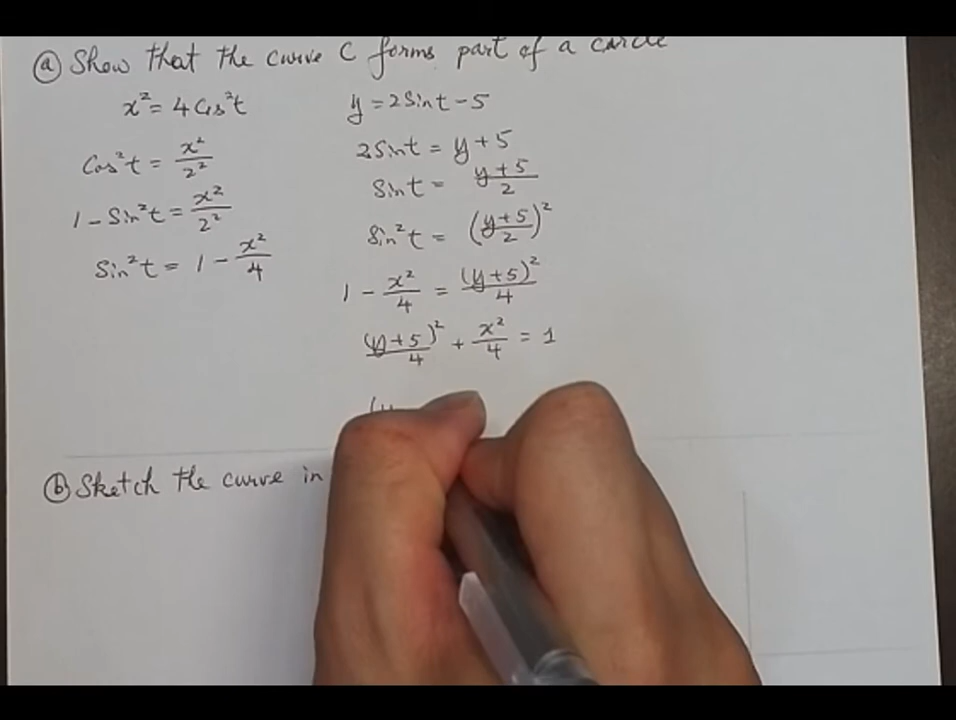 ⓐ Show that the curve C forms part of a circle
x² = 4 Cos²t
Cos²t = x²/2²
1 - Sin²t = x²/2²
Sin²t = 1 - x²/4
y = 2Sint - 5
2Sint = y + 5
Sint = (y+5)/2
Sin²t = ((y+5)/2)²
1 - x²/4 = (y+5)²/4
(y+5)²/4 + x²/4 = 1
(y
ⓑ Sketch the curve in